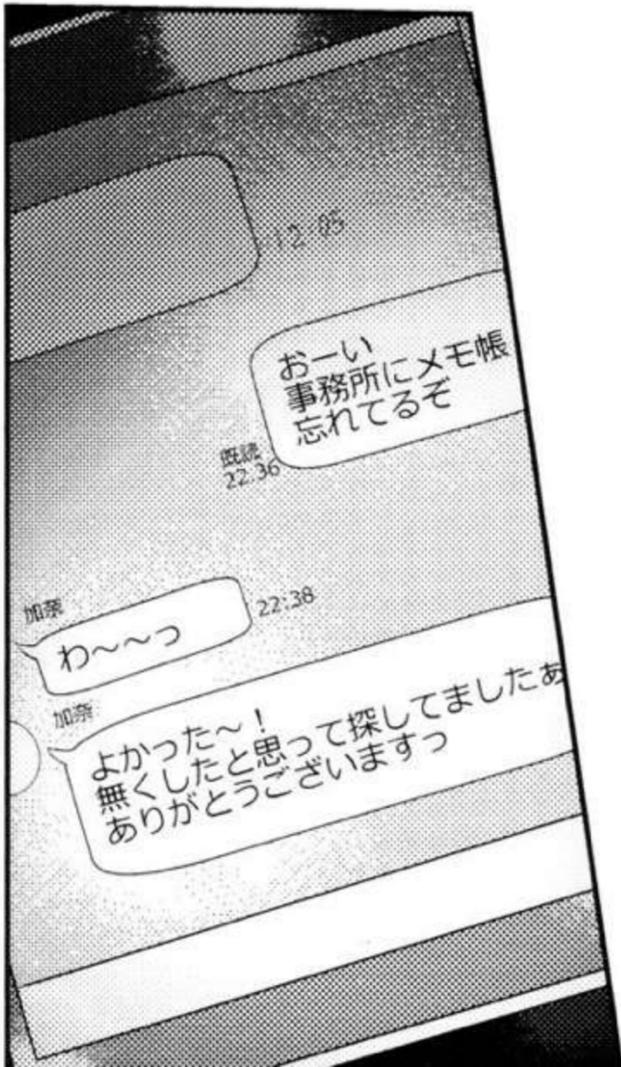 12:05
おーい
事務所にメモ帳
忘れてるぞ
既読
22:36
加奈
わ～～っ
22:38
加奈
よかった～！
無くしたと思って探してましたぁ
ありがとうございますっ